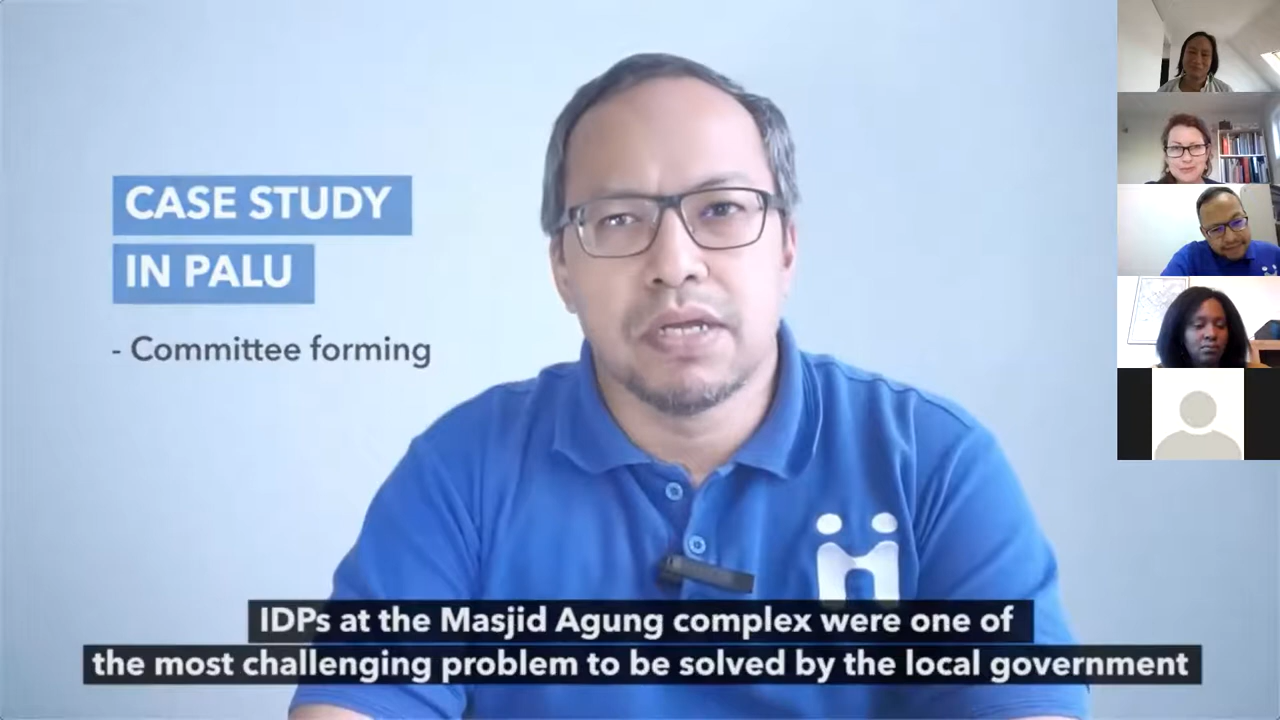 CASE STUDY
IN PALU
- Committee forming
IDPs at the Masjid Agung complex were one of
the most challenging problem to be solved by the local government